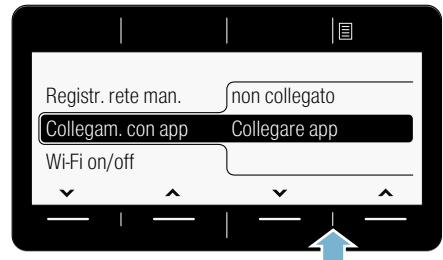 Registr. rete man. non collegato
Collegam. con app Collegare app
Wi-Fi on/off